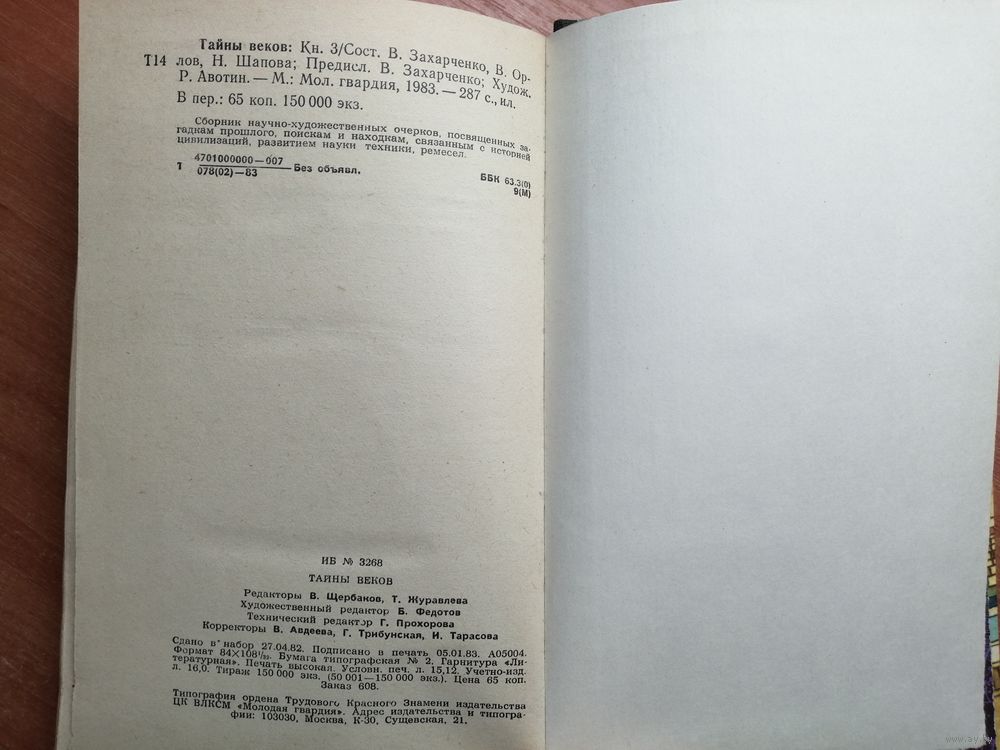 Тайны веков: Кн. 3/Сост. В. Захарченко, В. Ор-
Т14 лов, Н. Шапова; Предисл. В. Захарченко; Худож.
Р. Авотин. — М.: Мол. гвардия, 1983. — 287 с., ил.
В пер.: 65 коп. 150 000 экз.
Сборник научно-художественных очерков, посвященных за-
гадкам прошлого, поискам и находкам, связанным с историей
цивилизаций, развитием науки техники, ремесел.
4701000000—007
Т
078(02)—83
Без объявл.
ББК 63.3(0)
9(М)
ИБ № 3268
ТАЙНЫ ВЕКОВ
Редакторы В. Щербаков, Т. Журавлева
Художественный редактор Б. Федотов
Технический редактор Г. Прохорова
Корректоры В. Авдеева, Г. Трибунская, И. Тарасова
Сдано в набор 27.04.82. Подписано в печать 05.01.83. А05004.
Формат 84×108¹/₃₂. Бумага типографская № 2. Гарнитура «Ли-
тературная». Печать высокая. Условн. печ. л. 15,12. Учетно-изд.
л. 16,0. Тираж 150 000 экз. (50 001—150 000 экз.). Цена 65 коп.
Заказ 608.
Типография ордена Трудового Красного Знамени издательства
ЦК ВЛКСМ «Молодая гвардия». Адрес издательства и типогра-
фии: 103030, Москва, К-30, Сущевская, 21.
www.av.by